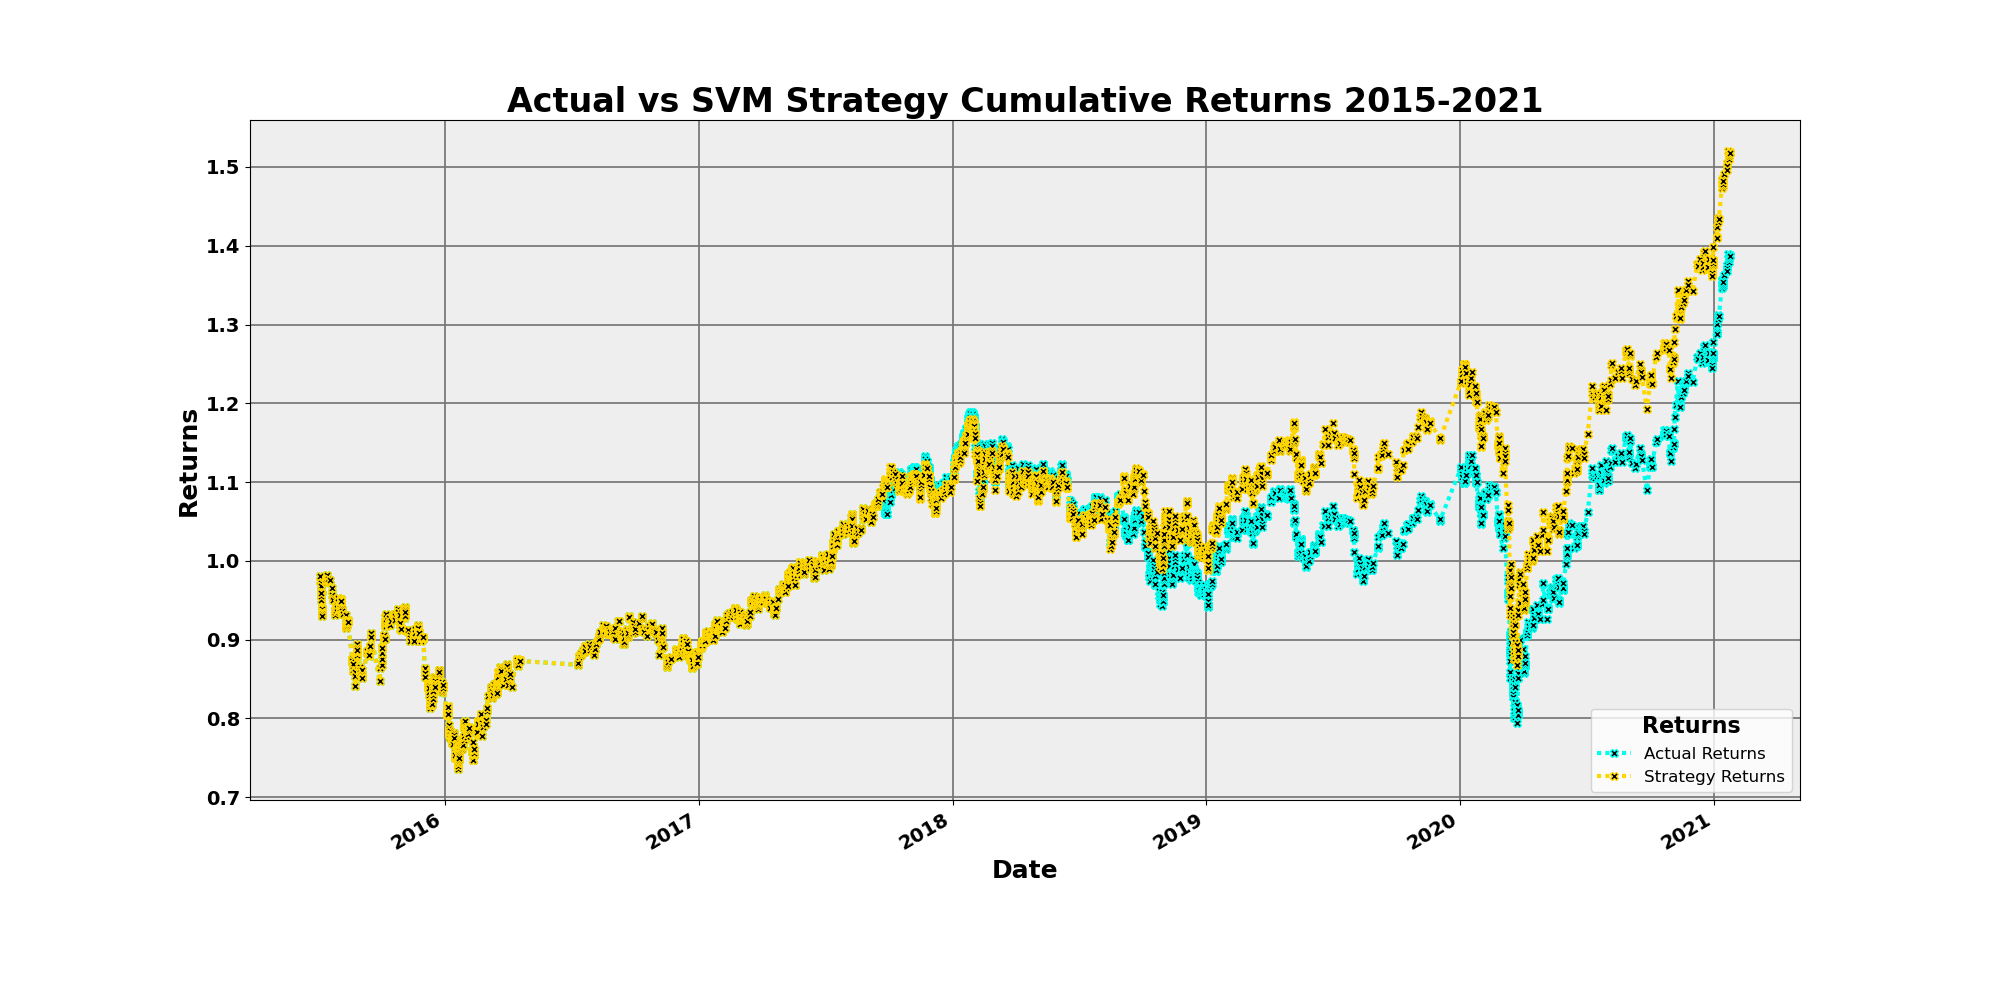 Actual vs SVM Strategy Cumulative Returns 2015-2021
Returns
1.5
1.4
1.3
1.2
1.1
1.0
0.9
0.8
0.7
2016
2017
2018
2019
2020
2021
Date
Returns
Actual Returns
Strategy Returns